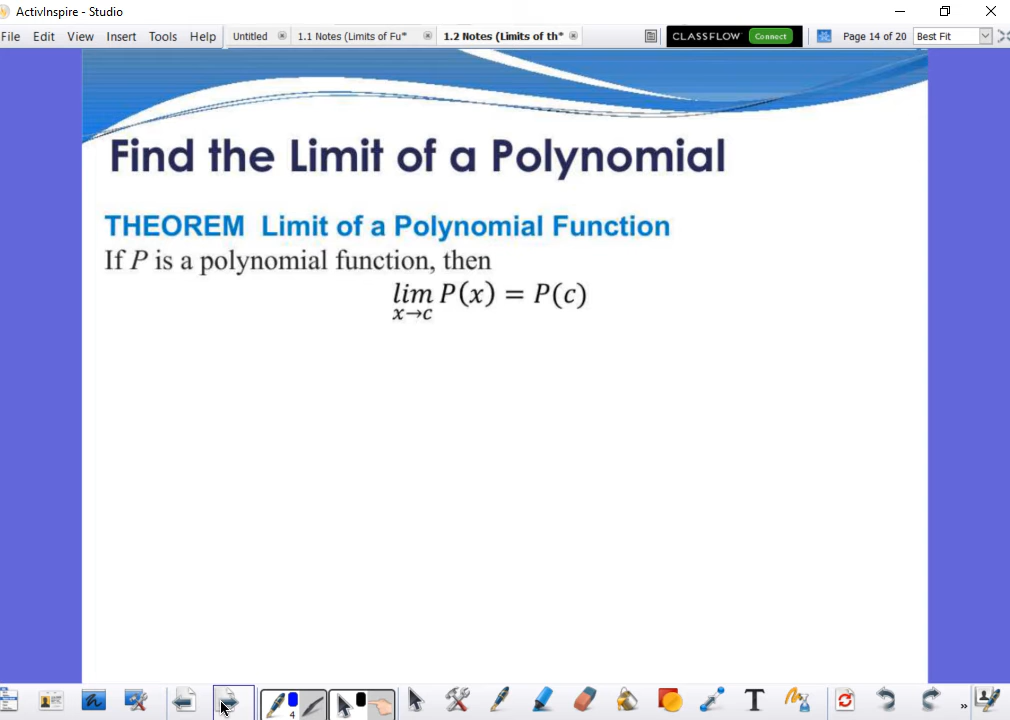 ActivInspire - Studio
File Edit View Insert Tools Help Untitled 1.1 Notes (Limits of Fu* 1.2 Notes (Limits of th* CLASSFLOW Connect Page 14 of 20 Best Fit
Find the Limit of a Polynomial
THEOREM Limit of a Polynomial Function
If P is a polynomial function, then
lim P(x) = P(c)
x→c
4 T »